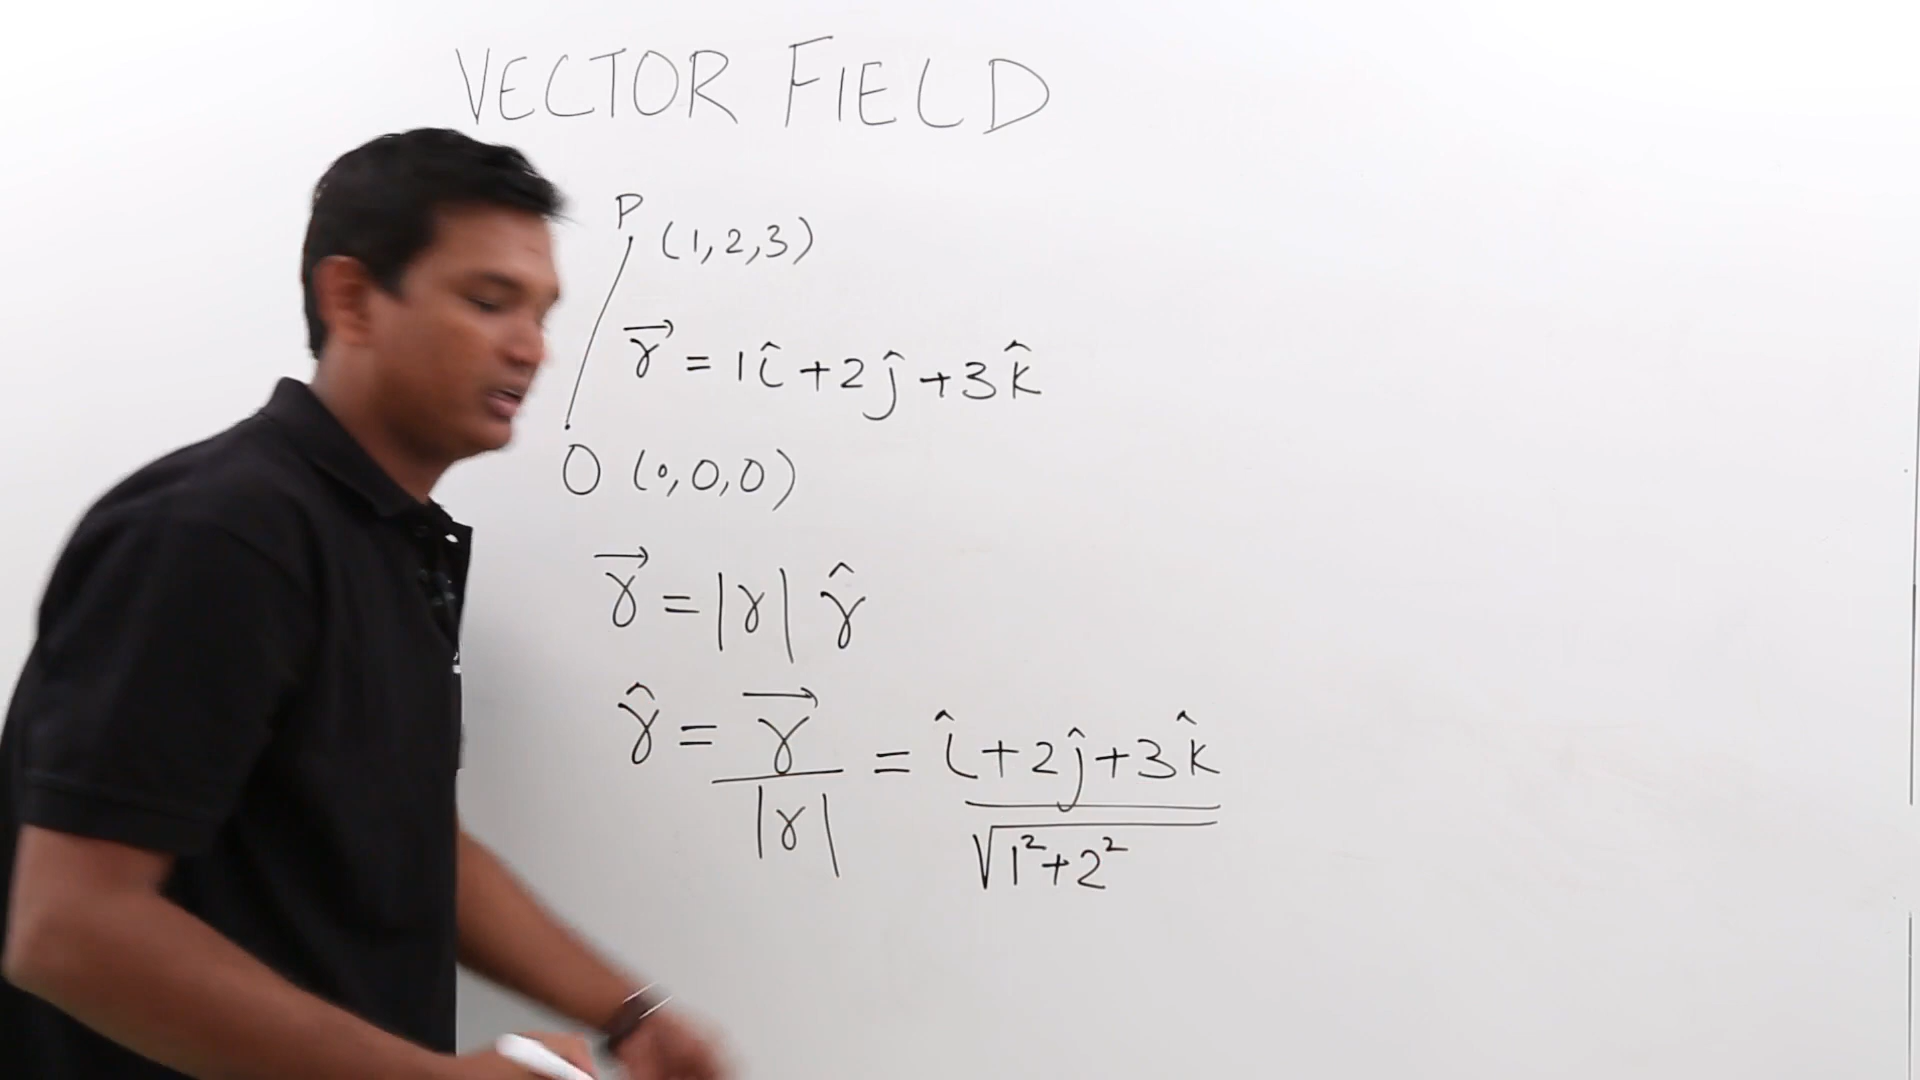 VECTOR FIELD
P (1,2,3)
r⃗ = 1î + 2ĵ + 3k̂
O (0,0,0)
r⃗ = |r| r̂
r̂ = r⃗ / |r| = î + 2ĵ + 3k̂ / √1² + 2²